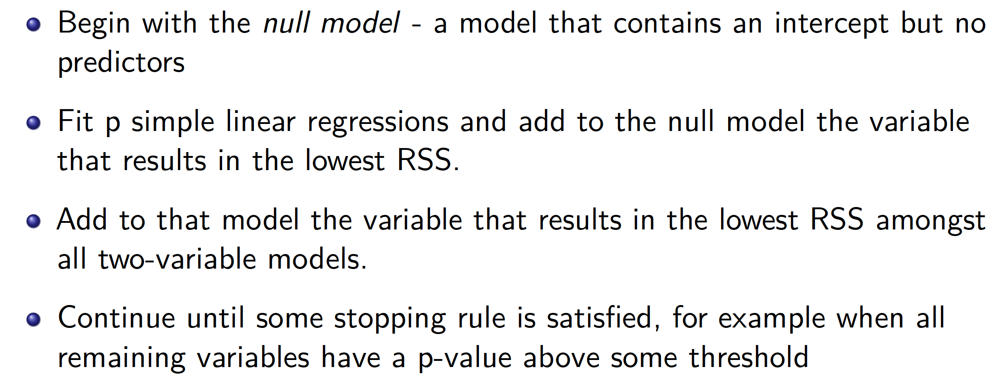 Begin with the null model - a model that contains an intercept but no
predictors
Fit p simple linear regressions and add to the null model the variable
that results in the lowest RSS.
Add to that model the variable that results in the lowest RSS amongst
all two-variable models.
Continue until some stopping rule is satisfied, for example when all
remaining variables have a p-value above some threshold